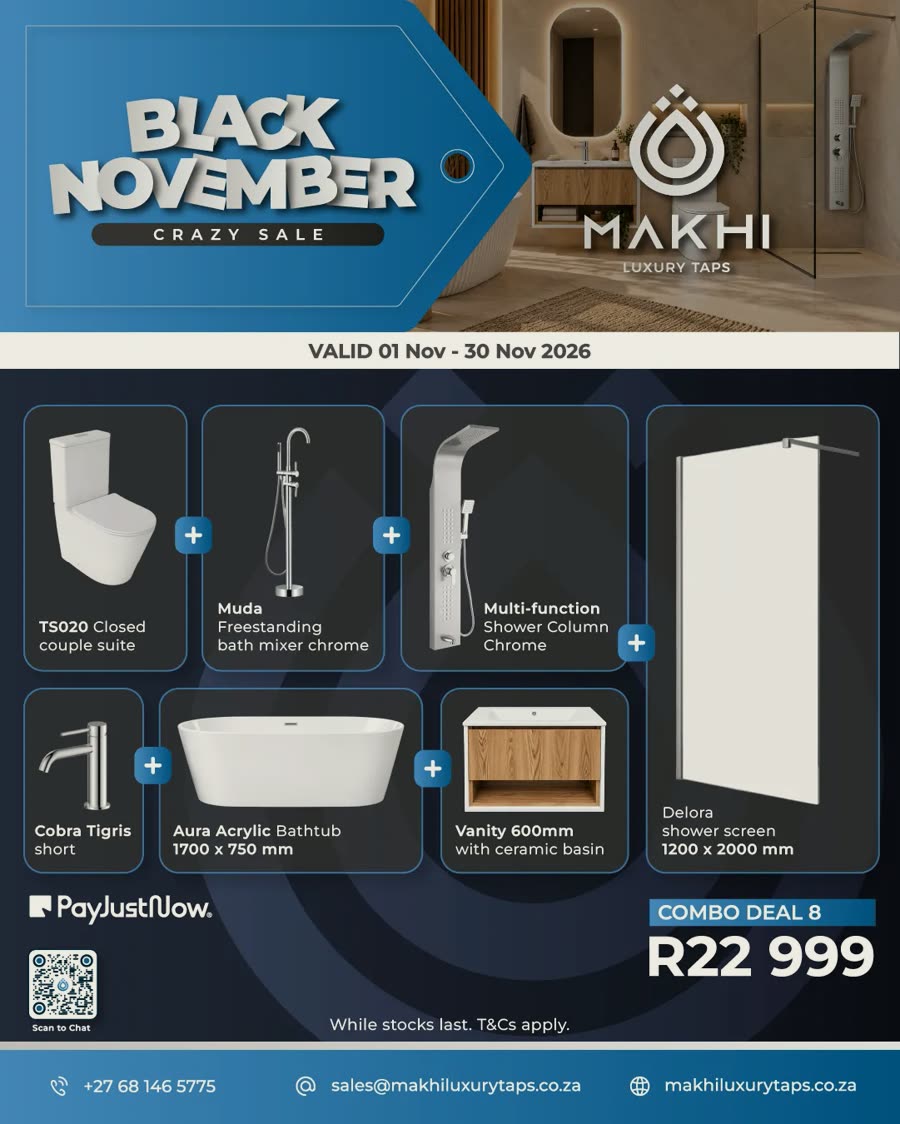 BLACK
NOVEMBER
CRAZY SALE
MAKHI
LUXURY TAPS
VALID 01 Nov - 30 Nov 2026
TS020 Closed
couple suite
+
Muda
Freestanding
bath mixer chrome
+
Multi-function
Shower Column
Chrome
+
Delora
shower screen
1200 x 2000 mm
Cobra Tigris
short
+
Aura Acrylic Bathtub
1700 x 750 mm
+
Vanity 600mm
with ceramic basin
PayJustNow.
COMBO DEAL 8
R22 999
Scan to Chat
While stocks last. T&Cs apply.
+27 68 146 5775
sales@makhiluxurytaps.co.za
makhiluxurytaps.co.za